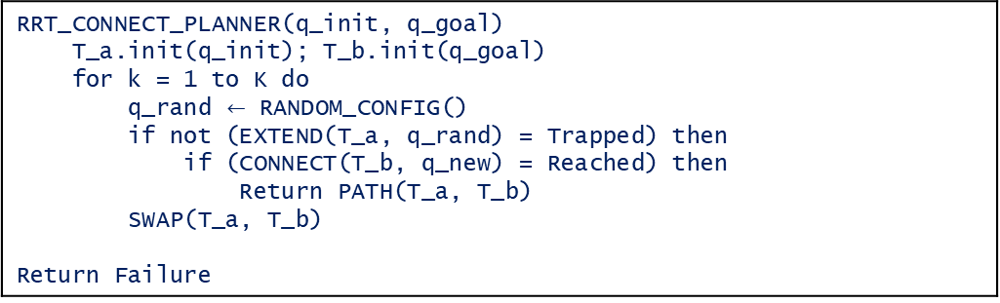 RRT_CONNECT_PLANNER(q_init, q_goal)
    T_a.init(q_init); T_b.init(q_goal)
    for k = 1 to K do
        q_rand ← RANDOM_CONFIG()
        if not (EXTEND(T_a, q_rand) = Trapped) then
            if (CONNECT(T_b, q_new) = Reached) then
                Return PATH(T_a, T_b)
        SWAP(T_a, T_b)
Return Failure